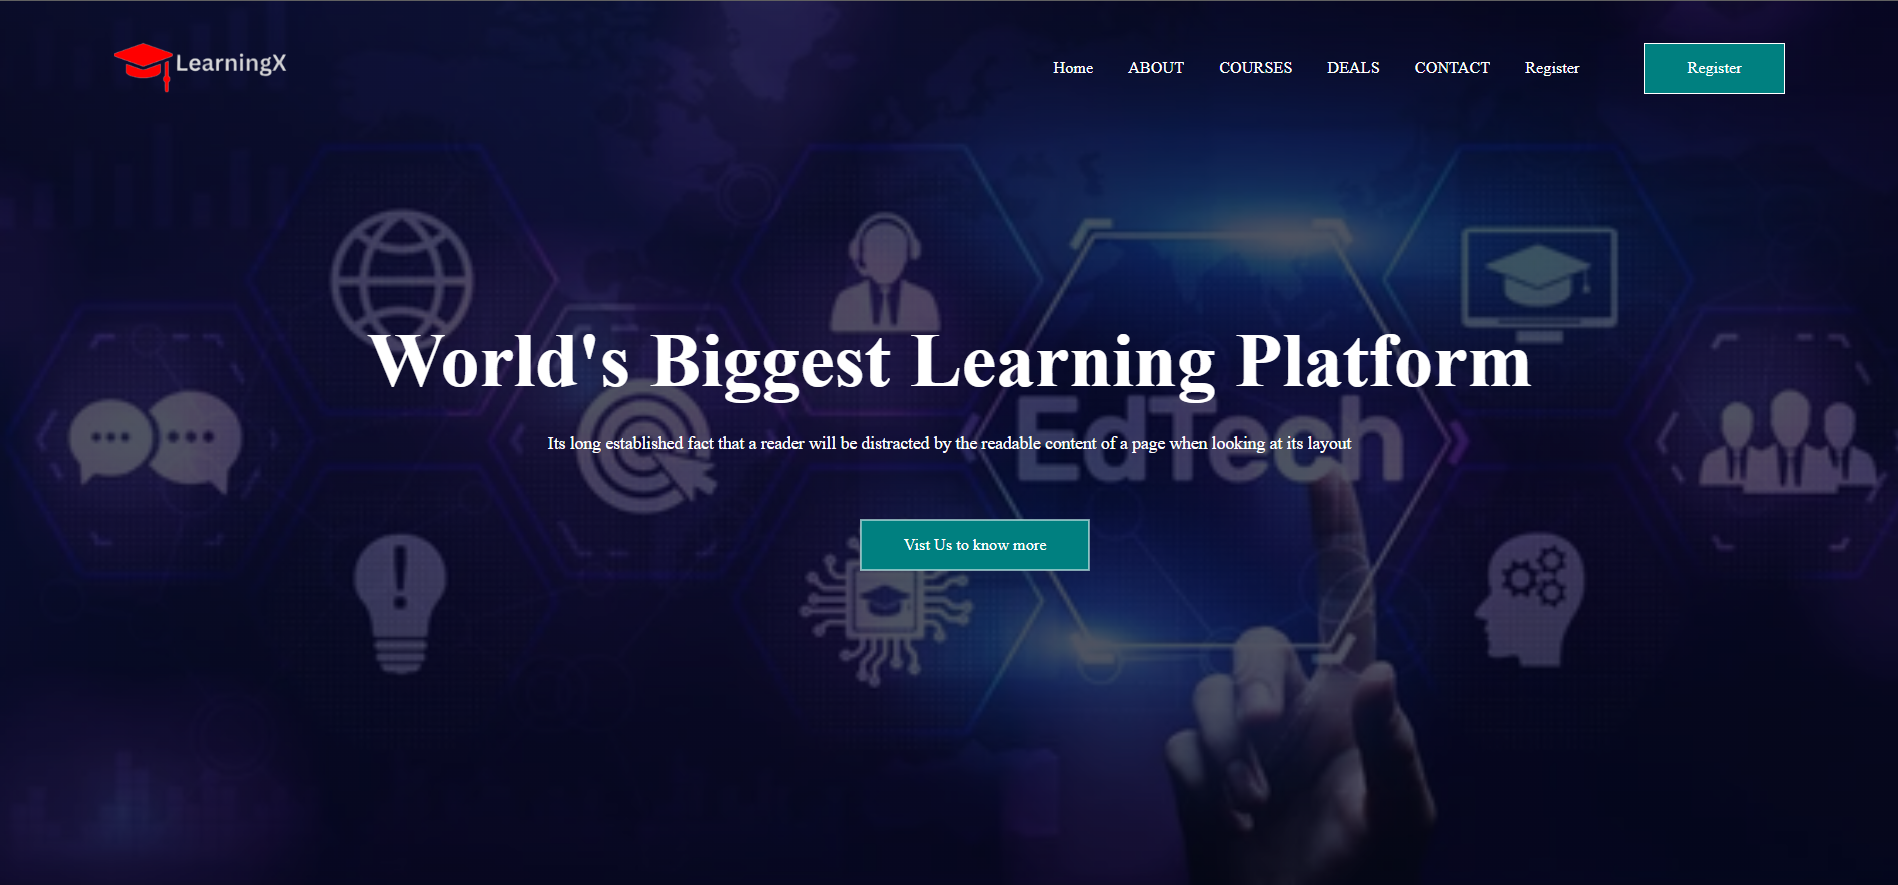 LearningX
Home ABOUT COURSES DEALS CONTACT Register Register
World's Biggest Learning Platform
EdTech
Its long established fact that a reader will be distracted by the readable content of a page when looking at its layout
Vist Us to know more